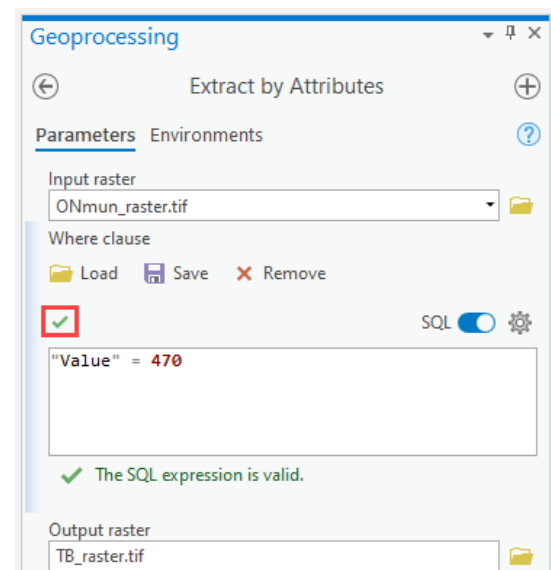 Geoprocessing
Extract by Attributes
Parameters Environments
Input raster
ONmun_raster.tif
Where clause
Load Save Remove
SQL
"Value" = 470
The SQL expression is valid.
Output raster
TB_raster.tif